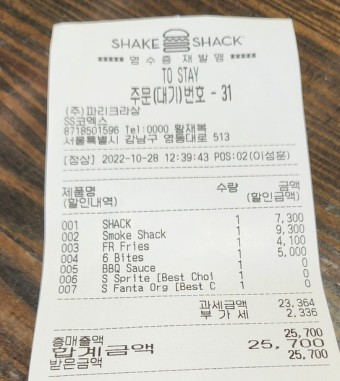 SHAKE SHACK
***** 영수증 재발행 *****
TO STAY
주문(대기)번호 - 31
(주)파리크라상
SS코엑스
8718501596 Tel:0000 황재복
서울특별시 강남구 영동대로 513
[정상] 2022-10-28 12:39:43 POS:02(이성문)
제품명 수량 금액
(할인내역) (할인금액)
001 SHACK 1 7,300
002 Smoke Shack 1 9,300
003 FR Fries 1 4,100
004 6 Bites 1 5,000
005 BBQ Sauce 1 0
006 S Sprite [Best Choi 1 0
007 S Fanta Org [Best C 1 0
과세금액 23,364
부 가 세 2,336
총매출액 25,700
합계금액 25,700
받은금액 25,700